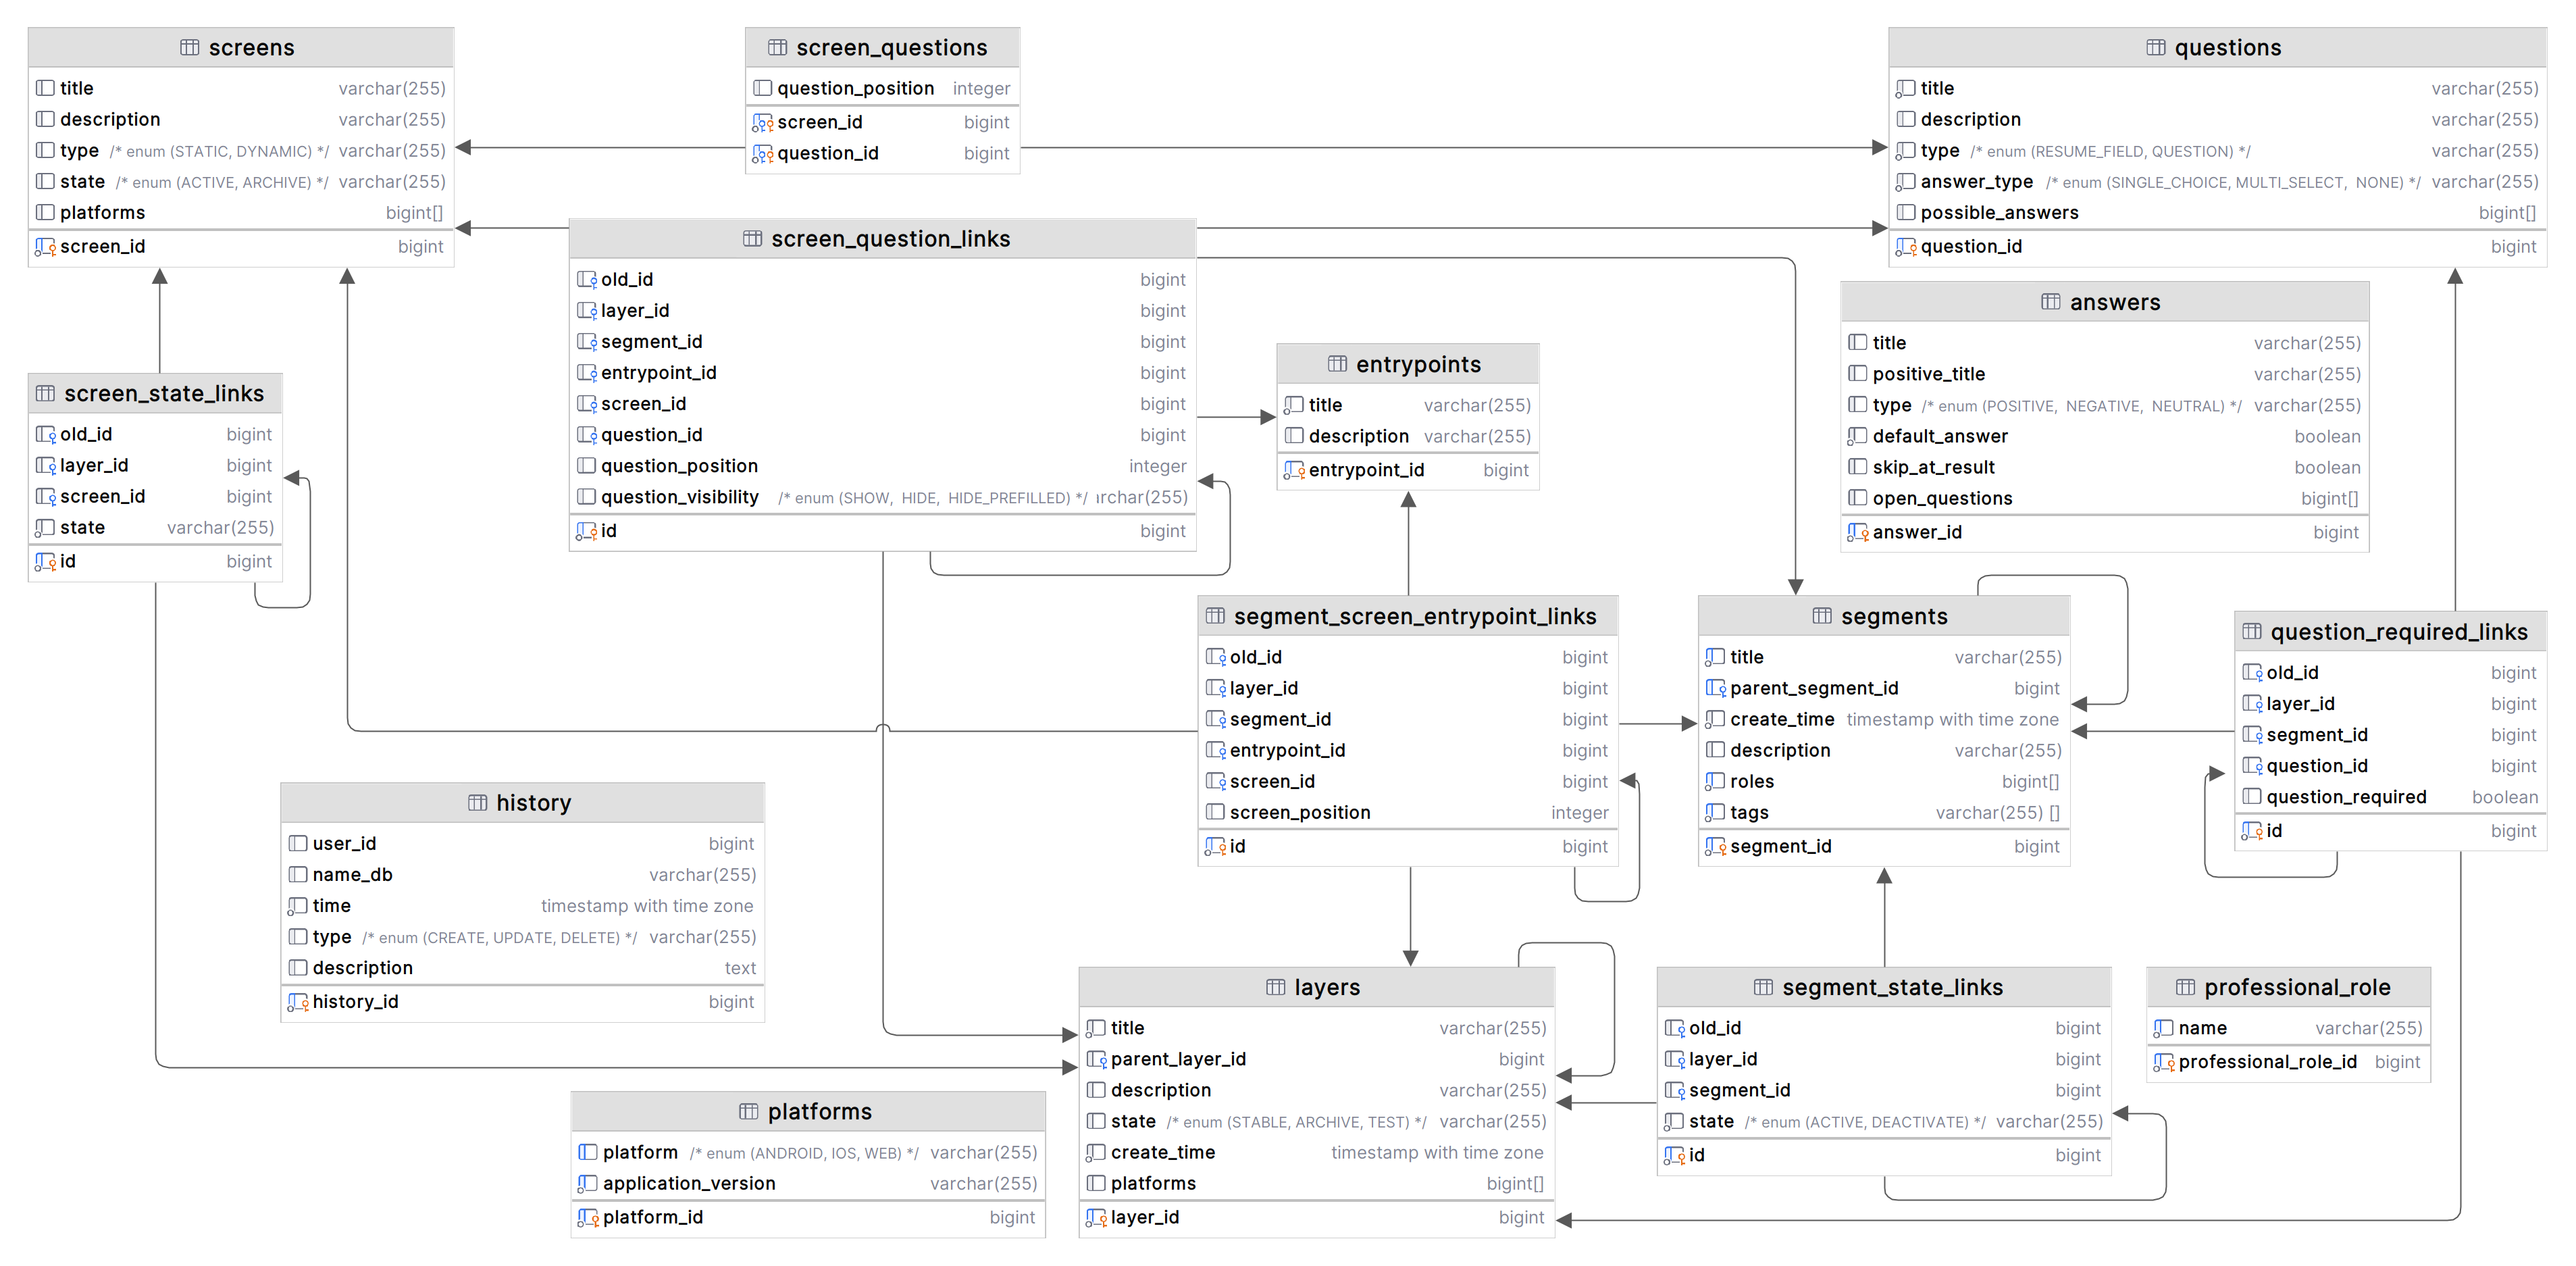 screens
title varchar(255)
description varchar(255)
type /* enum (STATIC, DYNAMIC) */ varchar(255)
state /* enum (ACTIVE, ARCHIVE) */ varchar(255)
platforms bigint[]
screen_id bigint
screen_questions
question_position integer
screen_id bigint
question_id bigint
questions
title varchar(255)
description varchar(255)
type /* enum (RESUME_FIELD, QUESTION) */ varchar(255)
answer_type /* enum (SINGLE_CHOICE, MULTI_SELECT, NONE) */ varchar(255)
possible_answers bigint[]
question_id bigint
screen_question_links
old_id bigint
layer_id bigint
segment_id bigint
entrypoint_id bigint
screen_id bigint
question_id bigint
question_position integer
question_visibility /* enum (SHOW, HIDE, HIDE_PREFILLED) */ ırchar(255)
id bigint
entrypoints
title varchar(255)
description varchar(255)
entrypoint_id bigint
answers
title varchar(255)
positive_title varchar(255)
type /* enum (POSITIVE, NEGATIVE, NEUTRAL) */ varchar(255)
default_answer boolean
skip_at_result boolean
open_questions bigint[]
answer_id bigint
screen_state_links
old_id bigint
layer_id bigint
screen_id bigint
state varchar(255)
id bigint
segment_screen_entrypoint_links
old_id bigint
layer_id bigint
segment_id bigint
entrypoint_id bigint
screen_id bigint
screen_position integer
id bigint
segments
title varchar(255)
parent_segment_id bigint
create_time timestamp with time zone
description varchar(255)
roles bigint[]
tags varchar(255) []
segment_id bigint
question_required_links
old_id bigint
layer_id bigint
segment_id bigint
question_id bigint
question_required boolean
id bigint
history
user_id bigint
name_db varchar(255)
time timestamp with time zone
type /* enum (CREATE, UPDATE, DELETE) */ varchar(255)
description text
history_id bigint
layers
title varchar(255)
parent_layer_id bigint
description varchar(255)
state /* enum (STABLE, ARCHIVE, TEST) */ varchar(255)
create_time timestamp with time zone
platforms bigint[]
layer_id bigint
segment_state_links
old_id bigint
layer_id bigint
segment_id bigint
state /* enum (ACTIVE, DEACTIVATE) */ varchar(255)
id bigint
professional_role
name varchar(255)
professional_role_id bigint
platforms
platform /* enum (ANDROID, IOS, WEB) */ varchar(255)
application_version varchar(255)
platform_id bigint